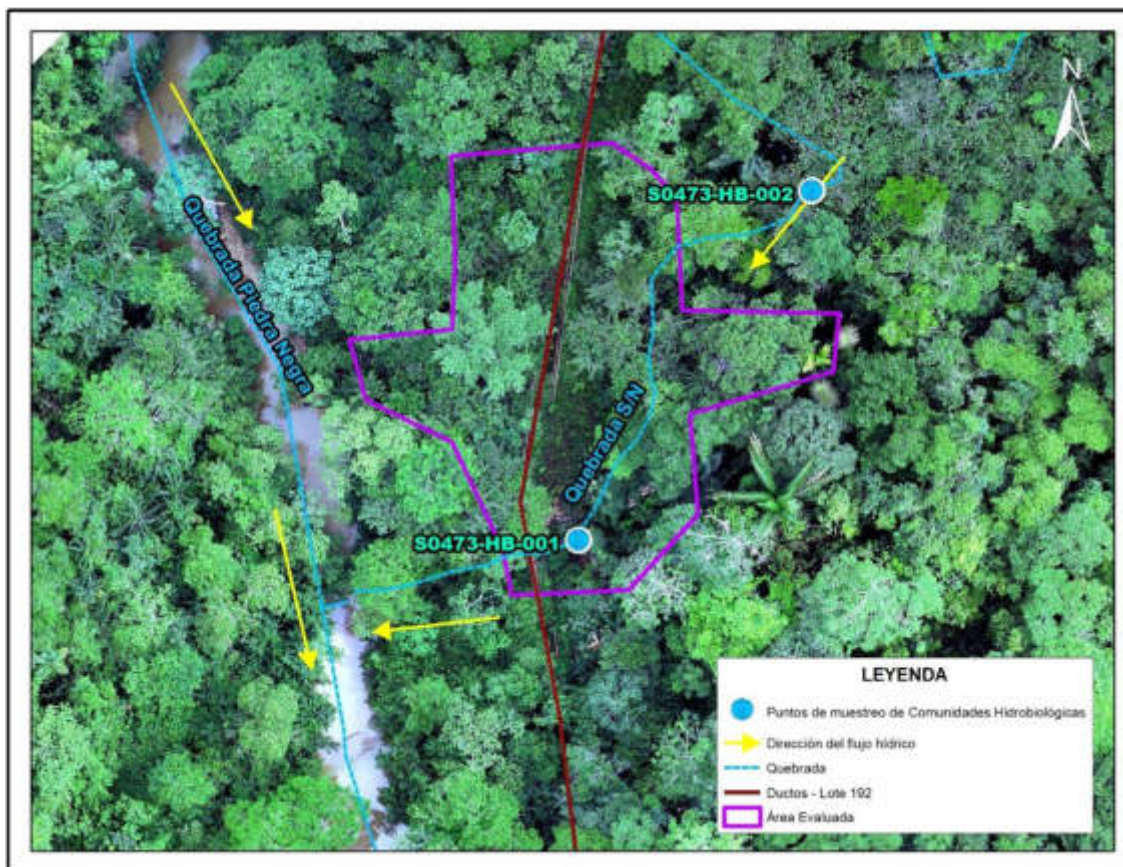 N
S0473-HB-002
Quebrada Piedra Negra
Quebrada S/N
S0473-HB-001
LEYENDA
Puntos de muestreo de Comunidades Hidrobiológicas
Dirección del flujo hídrico
Quebrada
Ductos - Lote 192
Área Evaluada